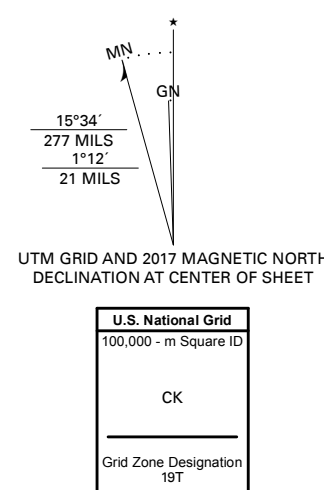 ★
MN
GN
15°34´
277 MILS
1°12´
21 MILS
UTM GRID AND 2017 MAGNETIC NORTH
DECLINATION AT CENTER OF SHEET
U.S. National Grid
100,000 - m Square ID
CK
Grid Zone Designation
19T